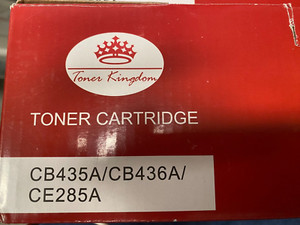 Toner Kingdom
TONER CARTRIDGE
CB435A/CB436A/
CE285A